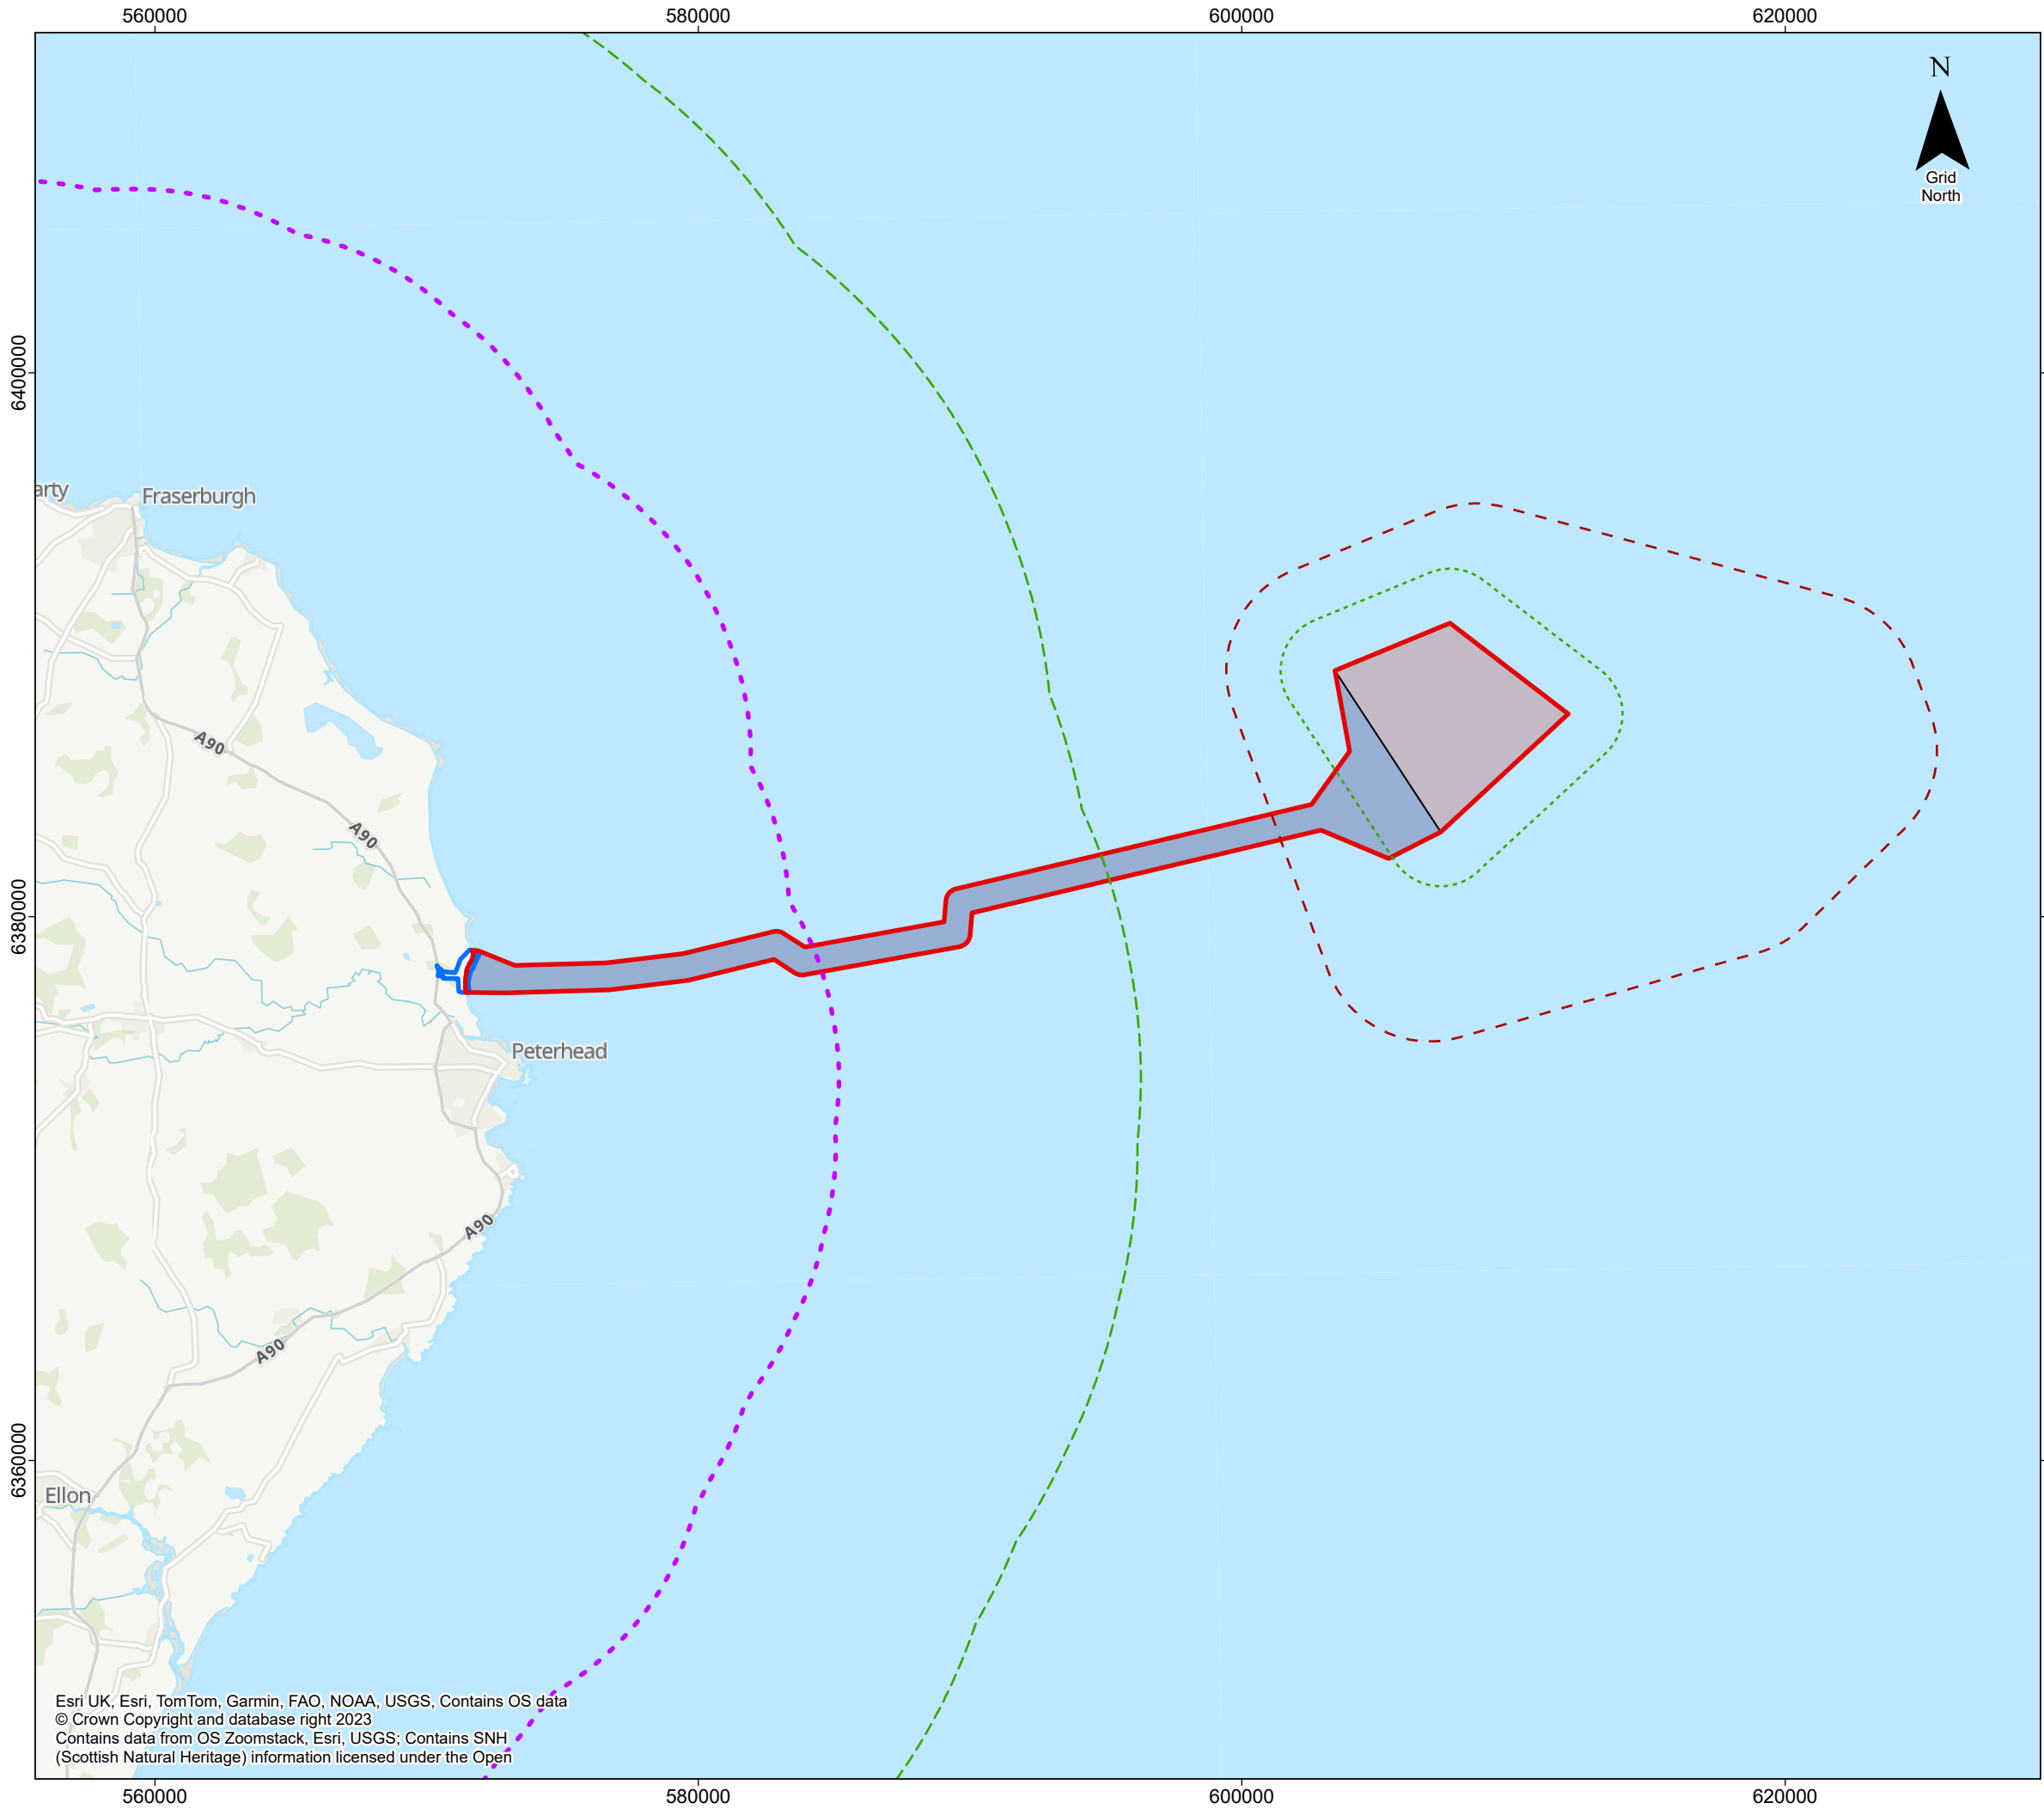 560000
580000
600000
620000
N
Grid
North
6400000
arty
Fraserburgh
A90
A90
6380000
Peterhead
A90
A90
6360000
Ellon
Esri UK, Esri, TomTom, Garmin, FAO, NOAA, USGS, Contains OS data
© Crown Copyright and database right 2023
Contains data from OS Zoomstack, Esri, USGS; Contains SNH
(Scottish Natural Heritage) information licensed under the Open
560000
580000
600000
620000